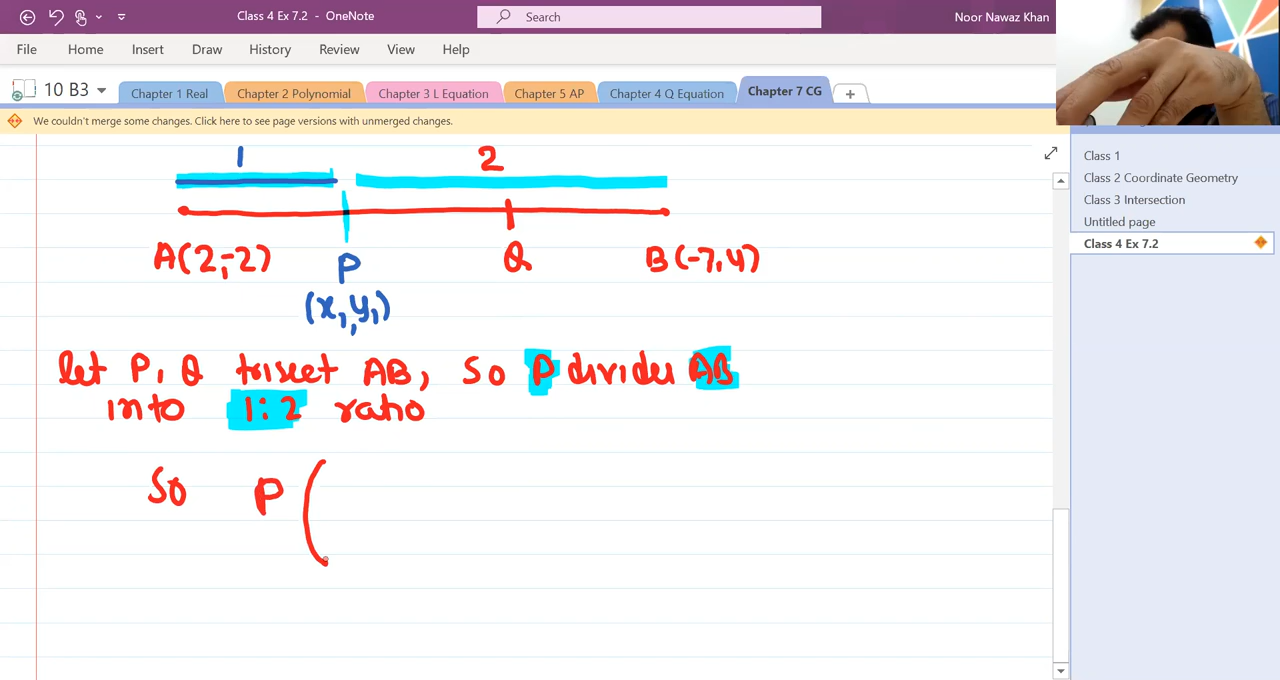 Class 4 Ex 7.2 - OneNote
Search
Noor Nawaz Khan
File Home Insert Draw History Review View Help
10 B3
Chapter 1 Real
Chapter 2 Polynomial
Chapter 3 L Equation
Chapter 5 AP
Chapter 4 Q Equation
Chapter 7 CG
We couldn't merge some changes. Click here to see page versions with unmerged changes.
Class 1
Class 2 Coordinate Geometry
Class 3 Intersection
Untitled page
Class 4 Ex 7.2
1 2
A(2,-2) P Q B(-7,4)
(x₁,y₁)
let P, Q trisect AB, So P divides AB
into 1:2 ratio
So P (